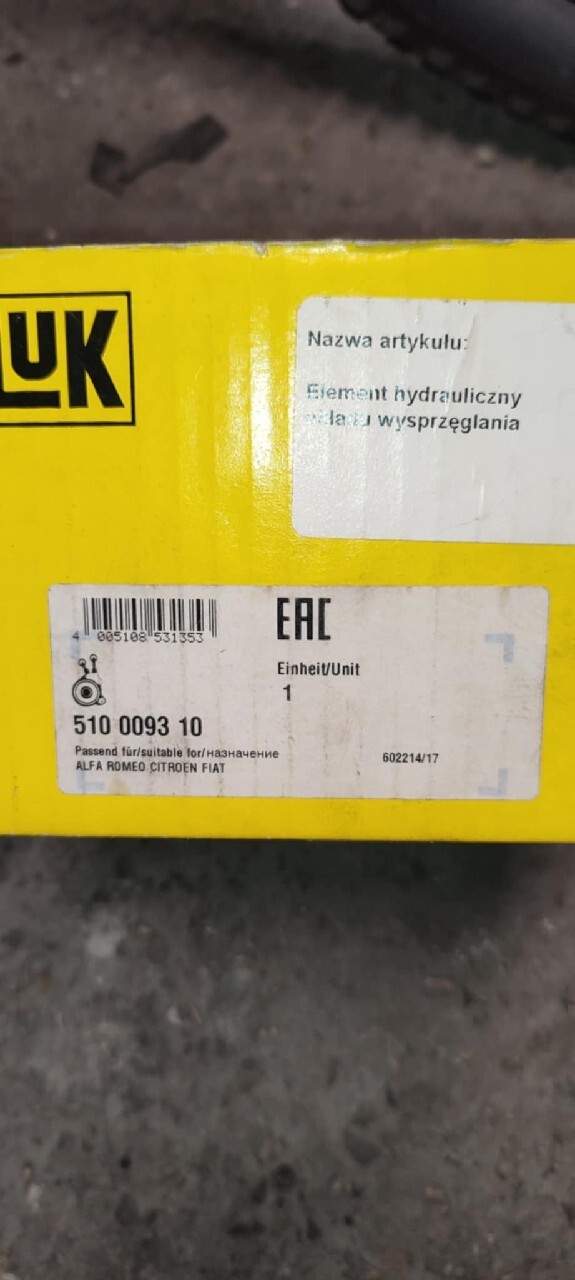 LUK
Nazwa artykułu:
Element hydrauliczny
układu wysprzęglania
4 005108 531353
EAC
Einheit/Unit
1
510 0093 10
Passend für/suitable for/назначение
ALFA ROMEO CITROEN FIAT
602214/17